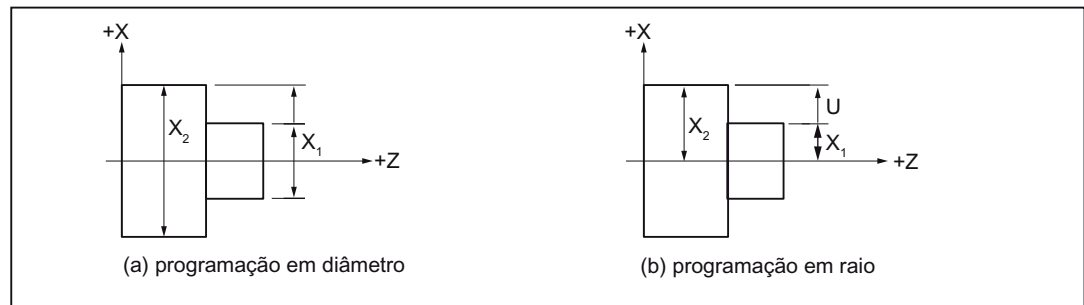 +X
X₂
X₁
+Z
(a) programação em diâmetro
+X
X₂
U
X₁
+Z
(b) programação em raio